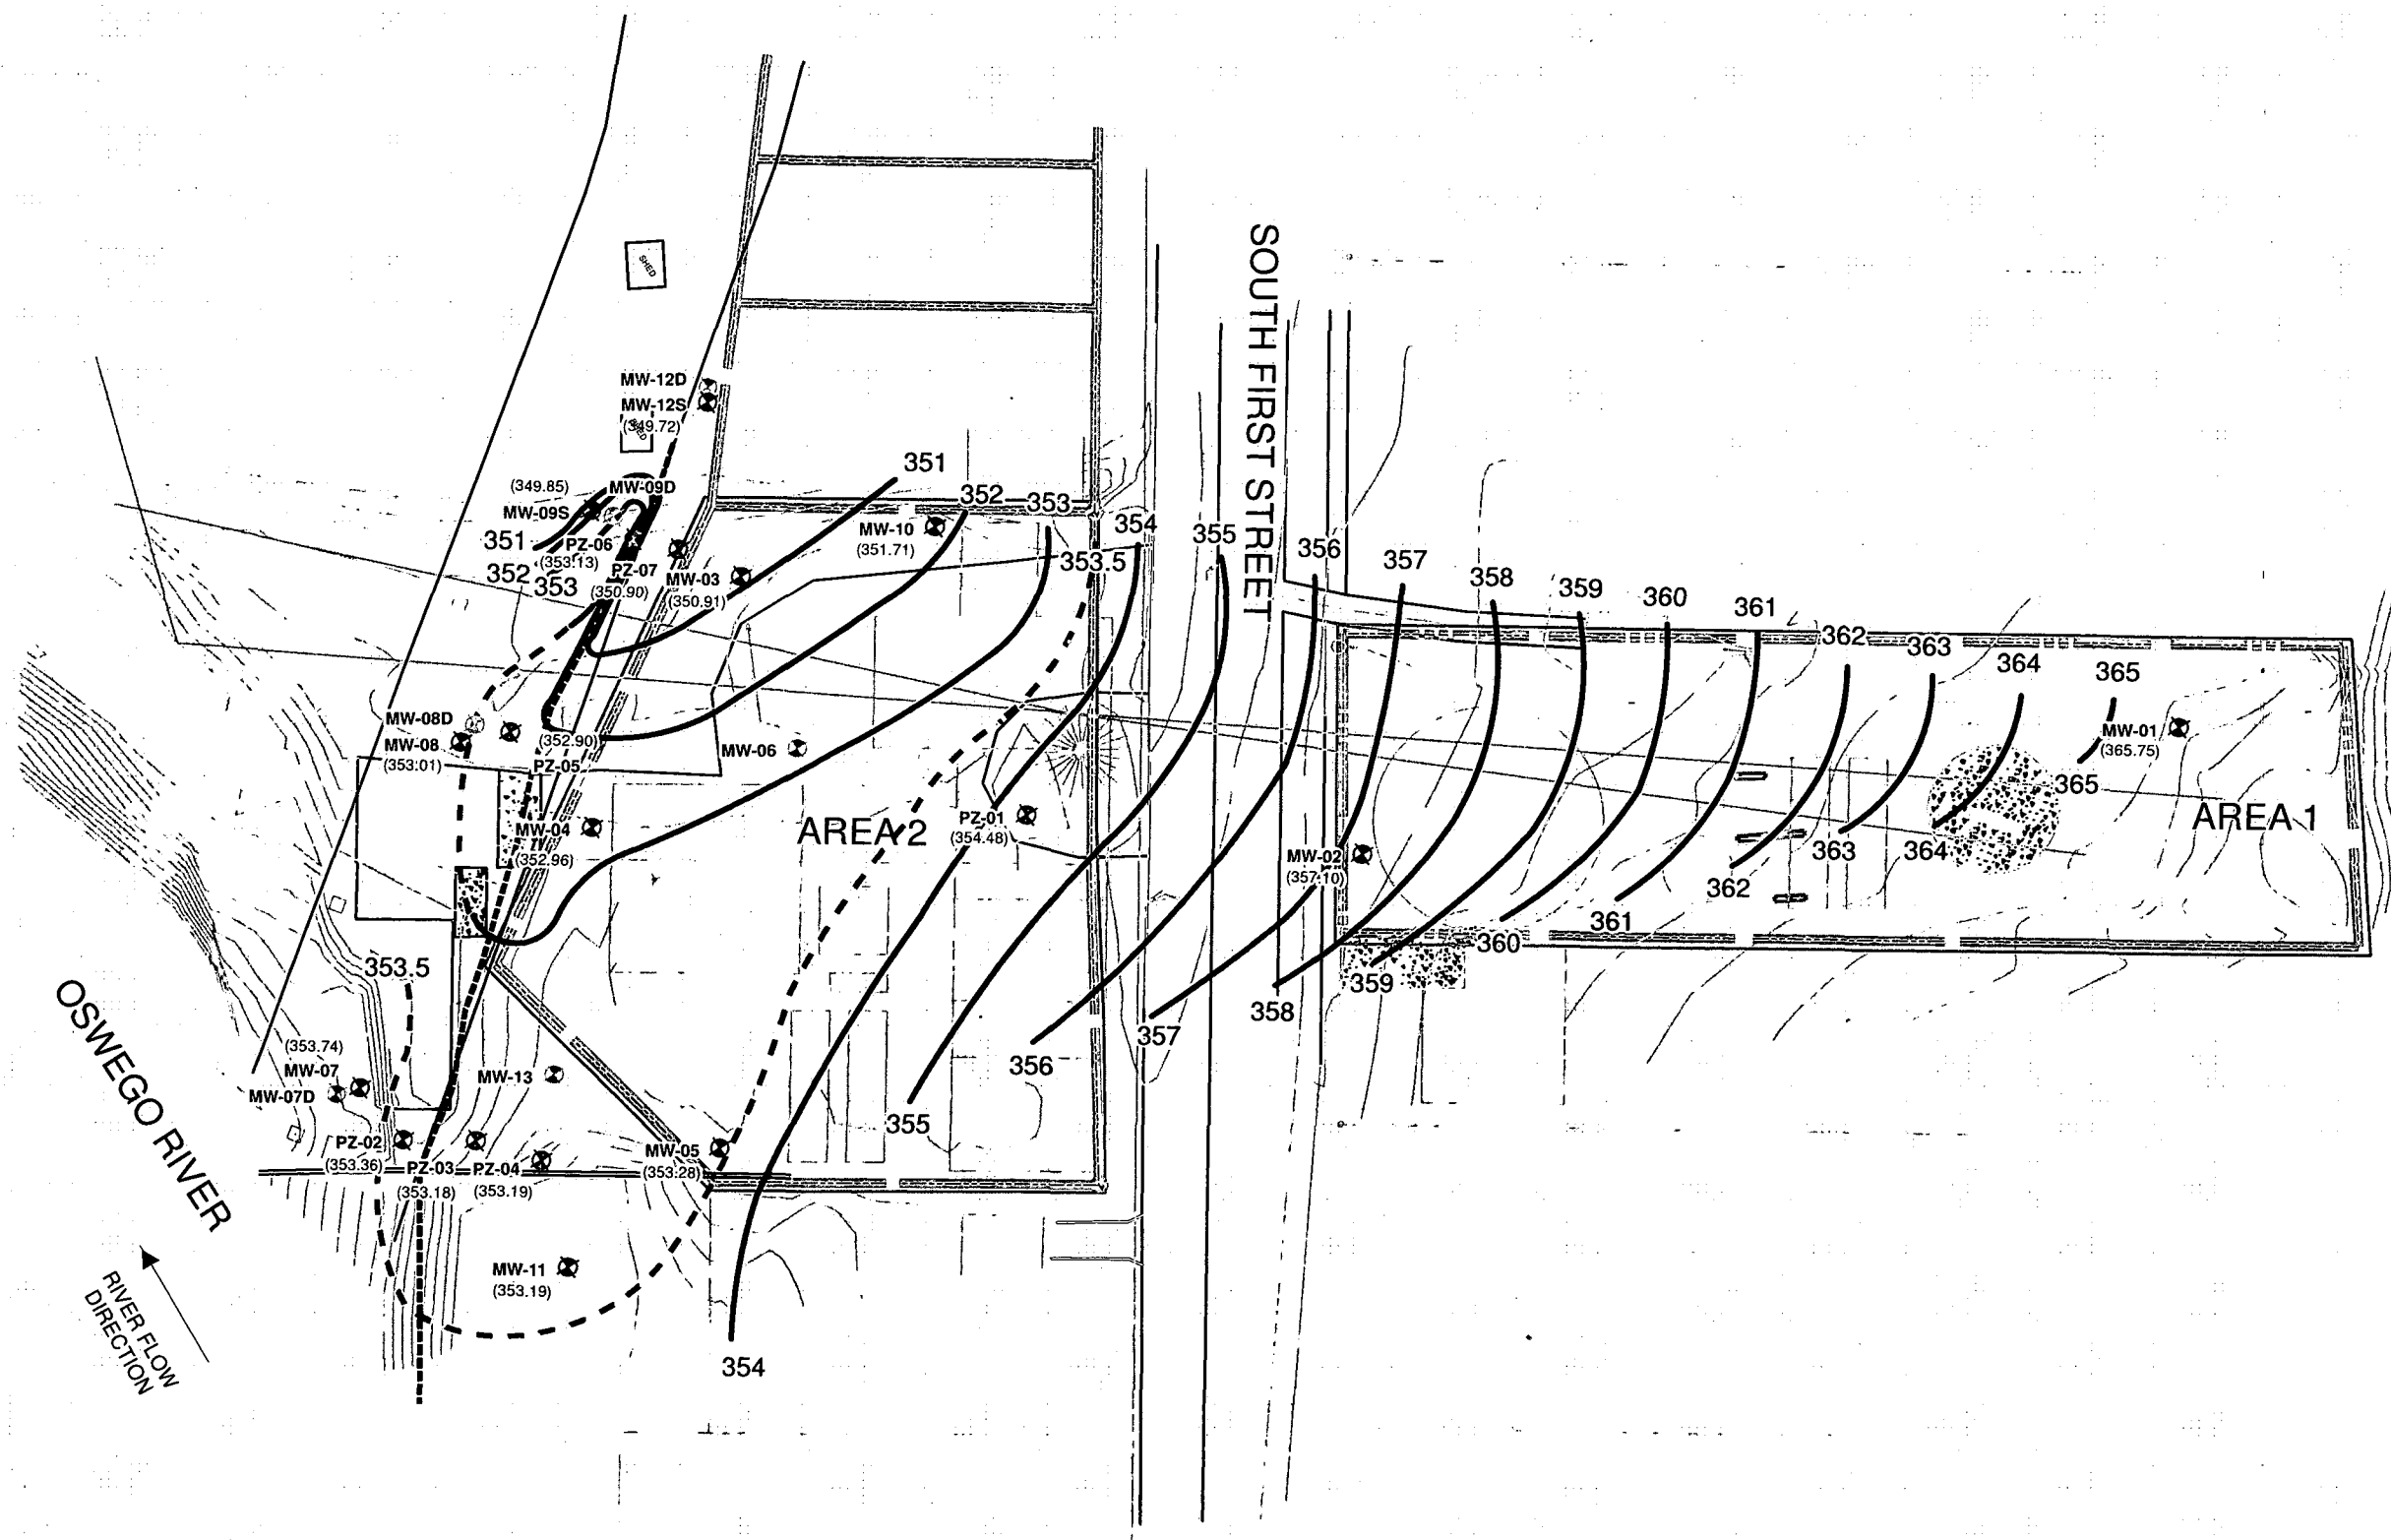 SOUTH FIRST STREET
SHED
MW-12D
MW-12S
(349.72)
351
(349.85)
MW-09D
MW-09S
352
353
354
355
356
357
358
359
360
361
362
363
364
365
MW-10
(351.71)
353.5
351
PZ-06
(353.13)
352
353
PZ-07
(350.90)
MW-03
(350.91)
MW-08D
MW-08
(353.01)
(352.90)
PZ-05
MW-06
MW-01
(365.75)
365
AREA 1
MW-04
(352.96)
AREA 2
PZ-01
(354.48)
MW-02
(357.10)
364
363
362
361
360
359
358
357
356
355
353.5
OSWEGO RIVER
(353.74)
MW-07
MW-07D
MW-13
PZ-02
(353.36)
PZ-03
(353.18)
PZ-04
(353.19)
MW-05
(353.28)
MW-11
(353.19)
RIVER FLOW
DIRECTION
354